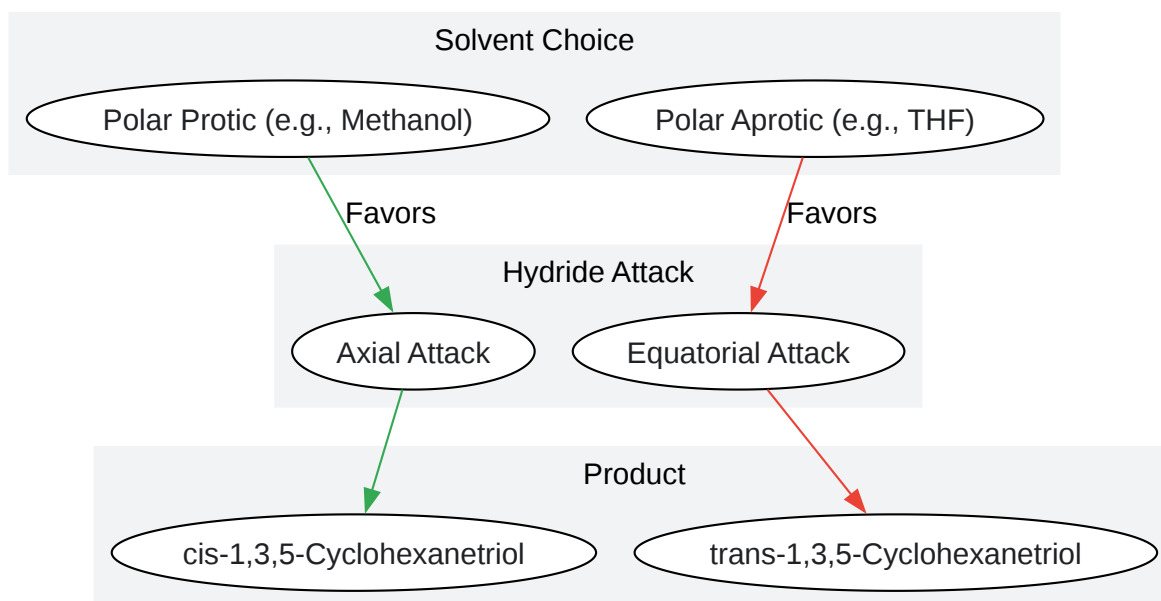 Solvent Choice
Polar Protic (e.g., Methanol)
Polar Aprotic (e.g., THF)
Favors
Favors
Hydride Attack
Axial Attack
Equatorial Attack
Product
cis-1,3,5-Cyclohexanetriol
trans-1,3,5-Cyclohexanetriol